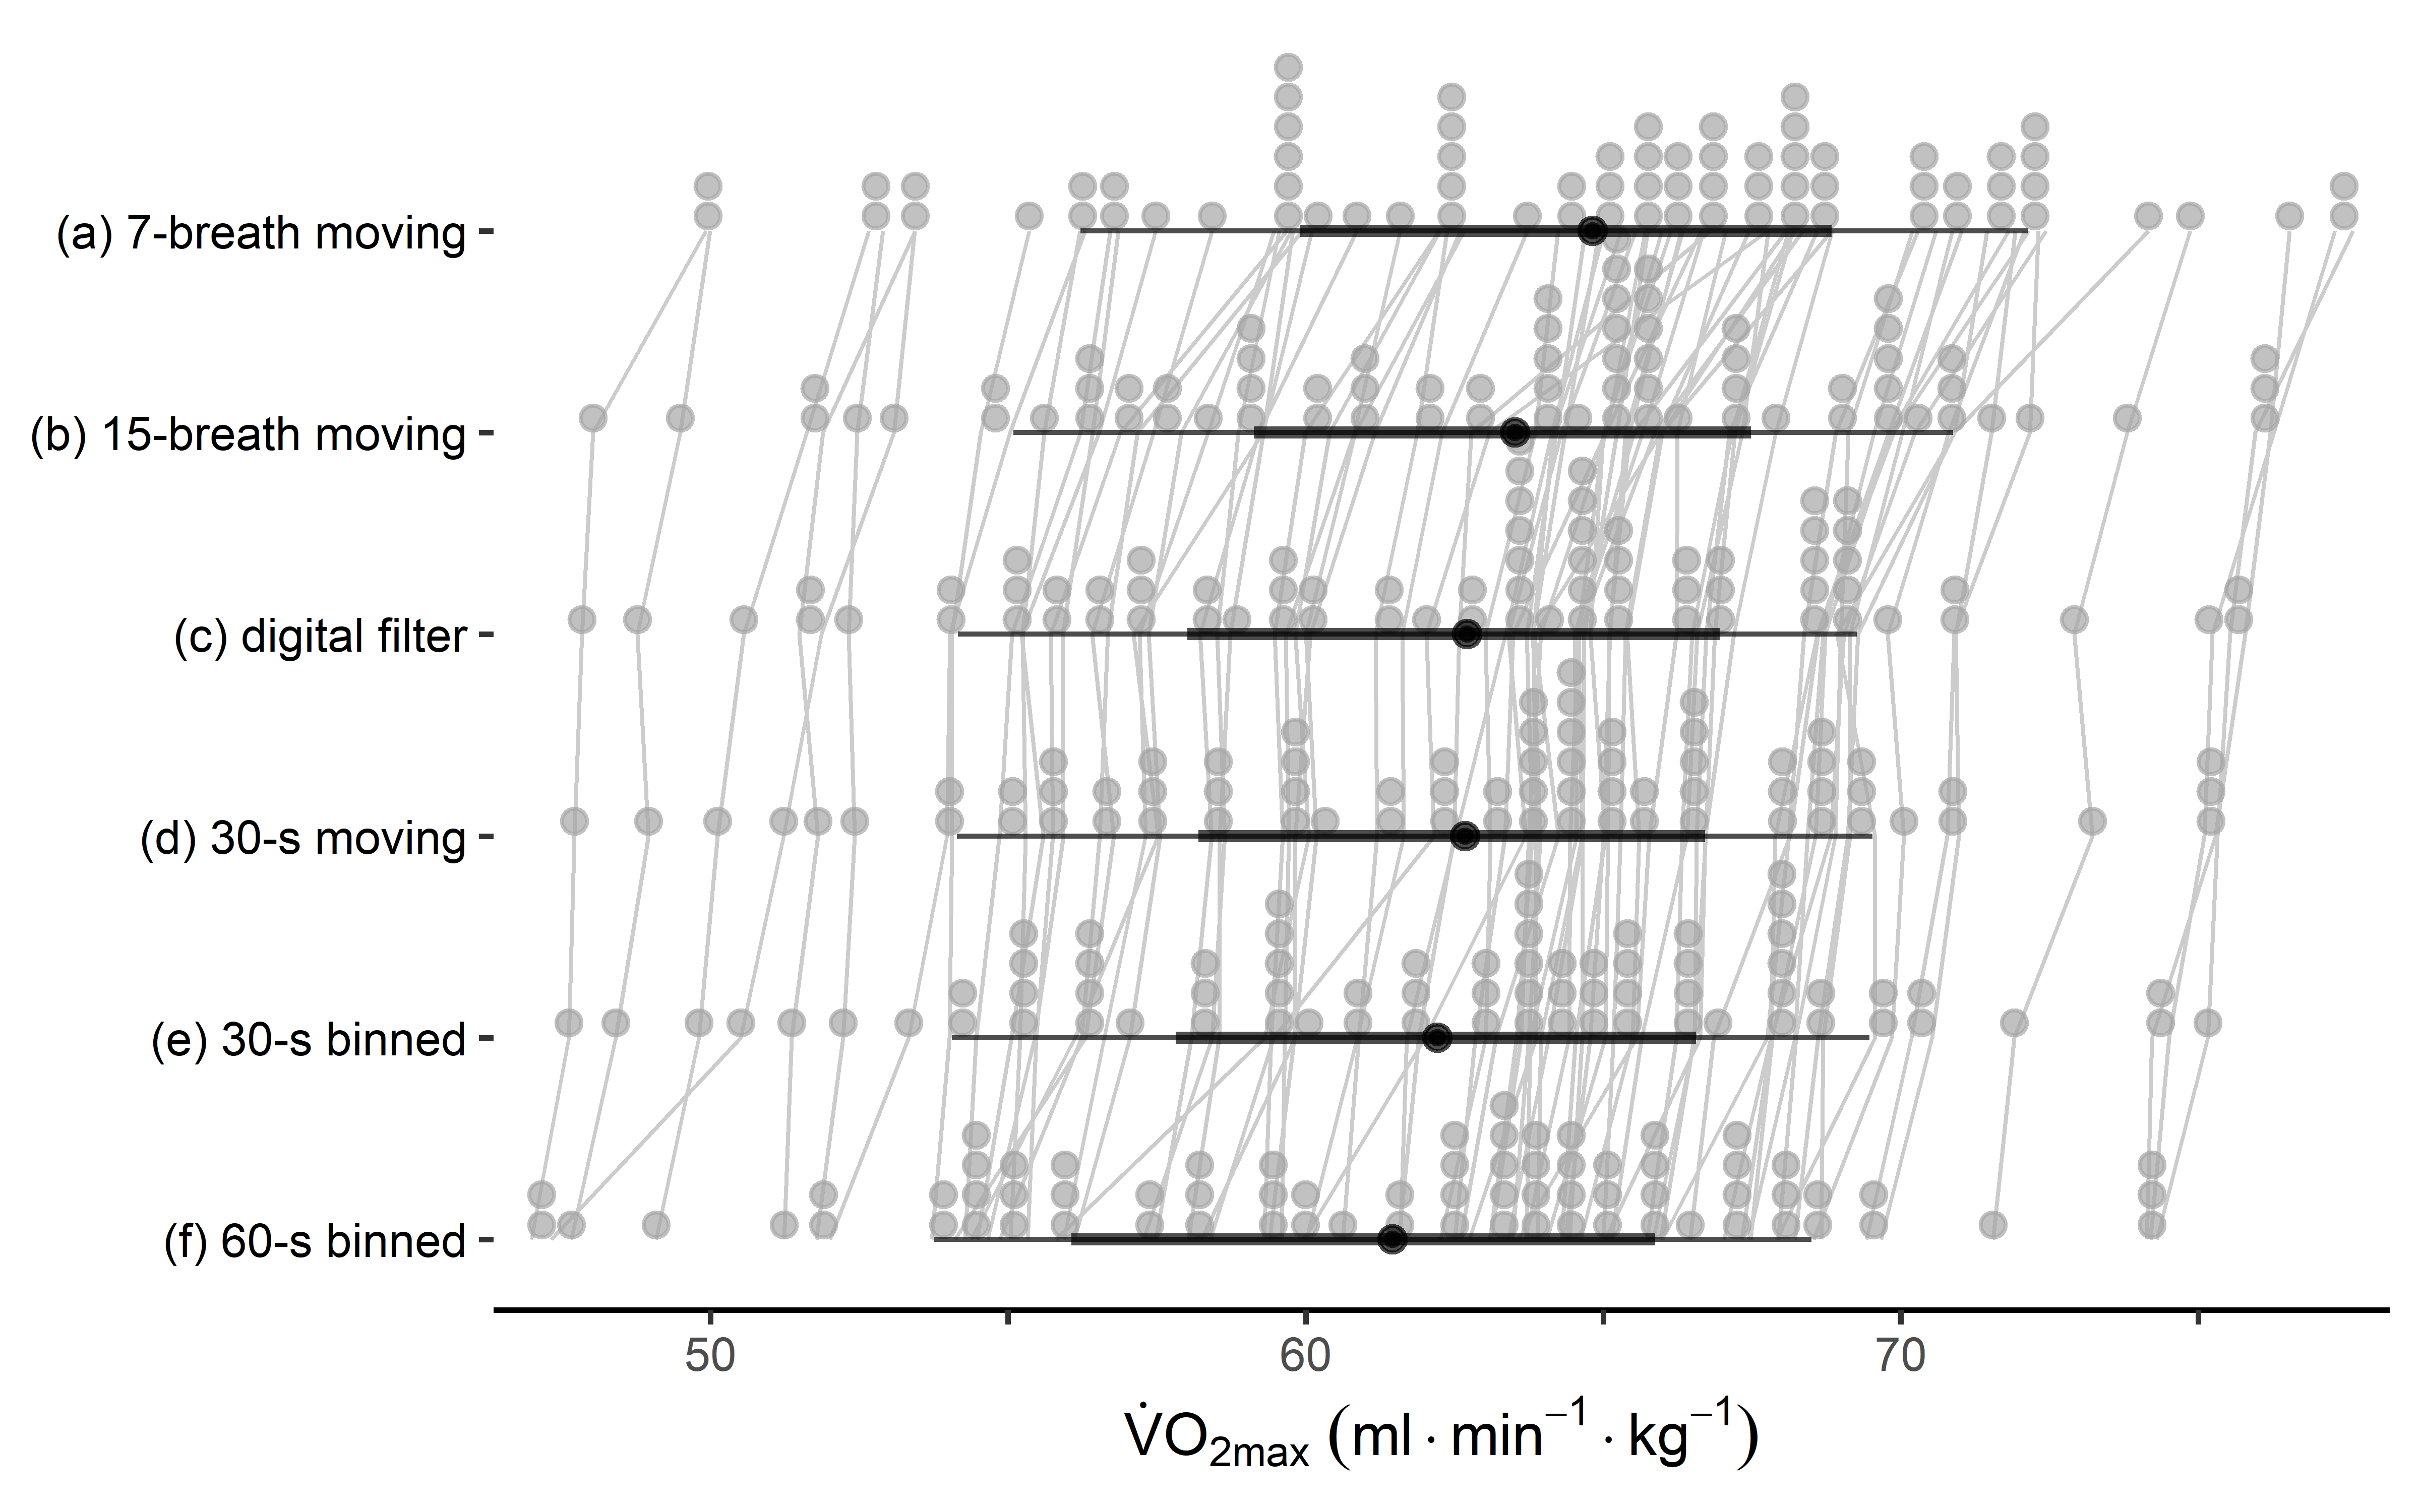 (a) 7-breath moving
(b) 15-breath moving
(c) digital filter
(d) 30-s moving
(e) 30-s binned
(f) 60-s binned
50 60 70
V̇O₂max (ml · min⁻¹ · kg⁻¹)